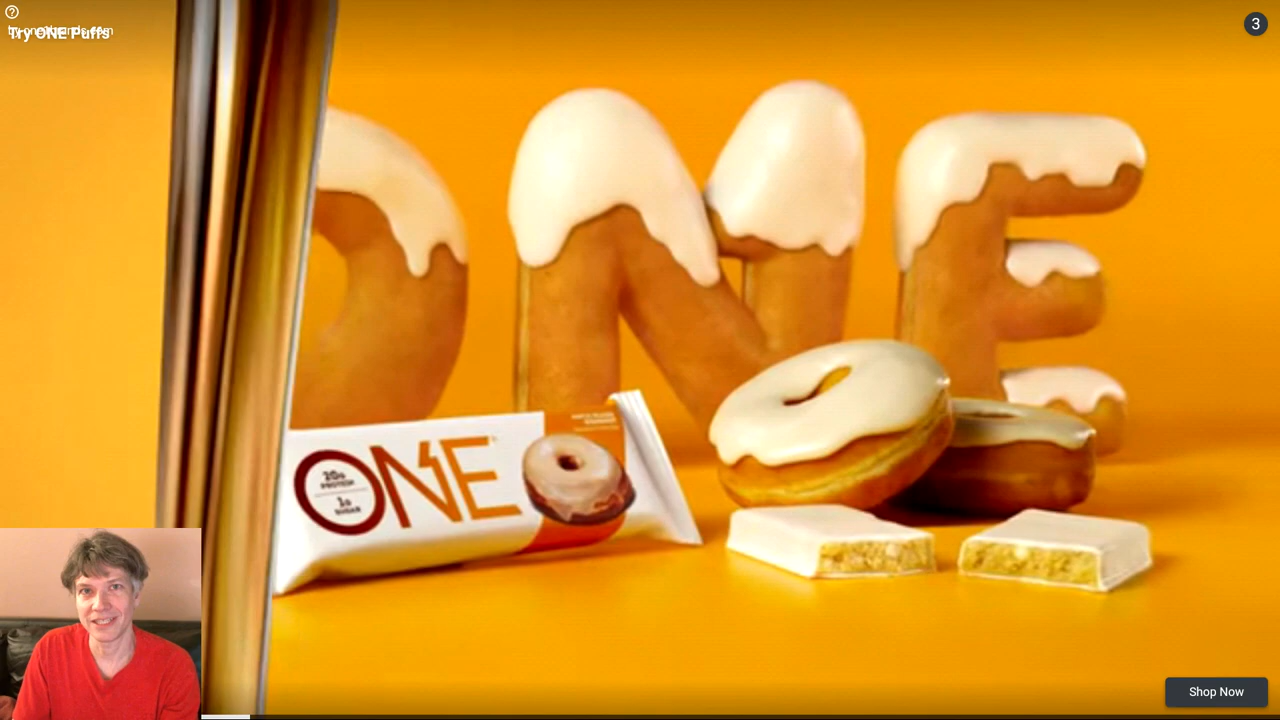 Try ONE Puffs
3
ONE
ONE
20g
PROTEIN
1g
SUGAR
Shop Now